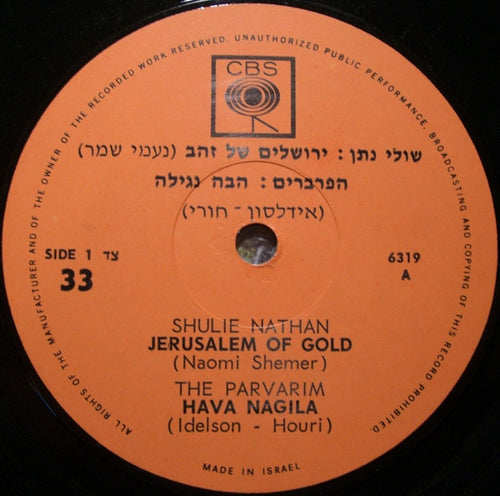 ALL RIGHTS OF THE MANUFACTURER AND OF THE OWNER OF THE RECORDED WORK RESERVED. UNAUTHORIZED PUBLIC PERFORMANCE, BROADCASTING AND COPYING OF THIS RECORD PROHIBITED.
CBS
שולי נתן: ירושלים של זהב (נעמי שמר)
הפרברים: הבה נגילה
(אידלסון - חורי)
SIDE 1 צד
33
6319
A
SHULIE NATHAN
JERUSALEM OF GOLD
(Naomi Shemer)
THE PARVARIM
HAVA NAGILA
(Idelson - Houri)
MADE IN ISRAEL